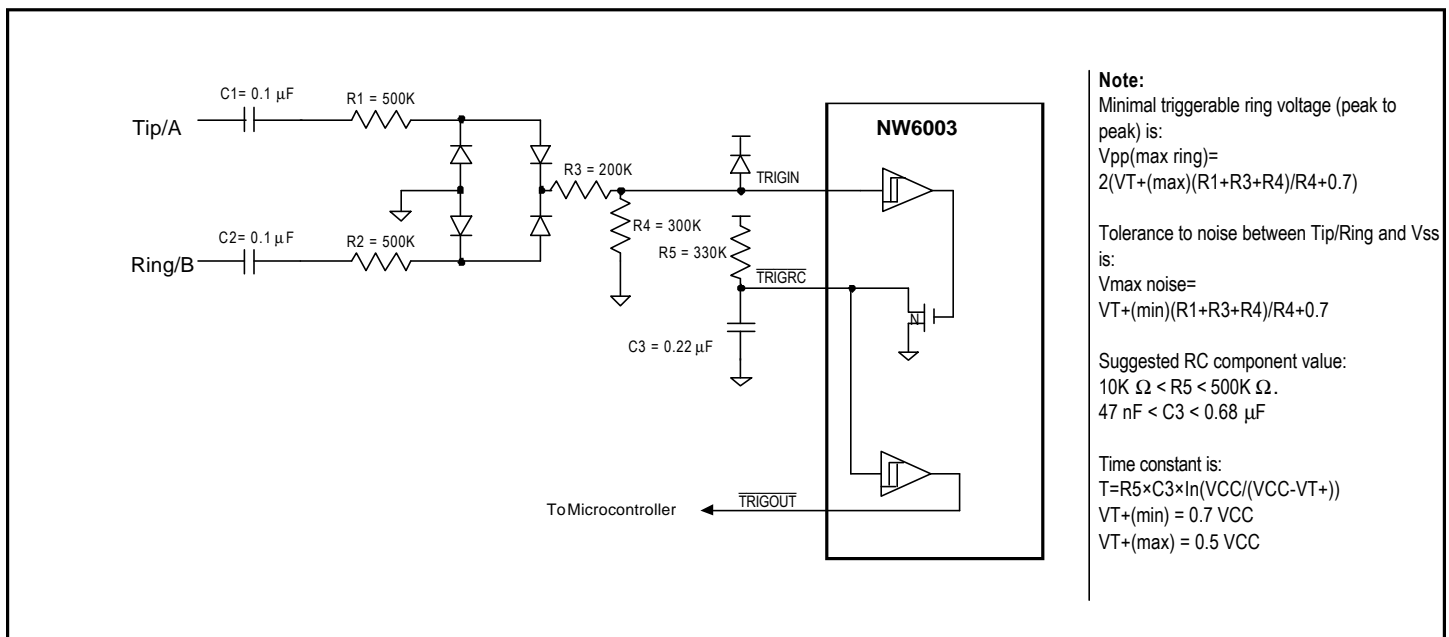 C1= 0.1 μF
R1 = 500K
Tip/A
NW6003
R3 = 200K
TRIGIN
R4 = 300K
C2= 0.1 μF
R2 = 500K
R5 = 330K
Ring/B
TRIGRC
N
C3 = 0.22 μF
To Microcontroller
TRIGOUT
Note:
Minimal triggerable ring voltage (peak to
peak) is:
Vpp(max ring)=
2(VT+(max)(R1+R3+R4)/R4+0.7)
Tolerance to noise between Tip/Ring and Vss
is:
Vmax noise=
VT+(min)(R1+R3+R4)/R4+0.7
Suggested RC component value:
10K Ω < R5 < 500K Ω.
47 nF < C3 < 0.68 μF
Time constant is:
T=R5×C3×ln(VCC/(VCC-VT+))
VT+(min) = 0.7 VCC
VT+(max) = 0.5 VCC